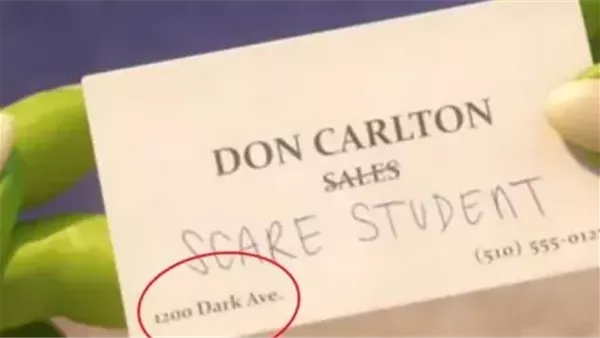 DON CARLTON
SALES
SCARE STUDENT
1200 Dark Ave.
(510) 555-012